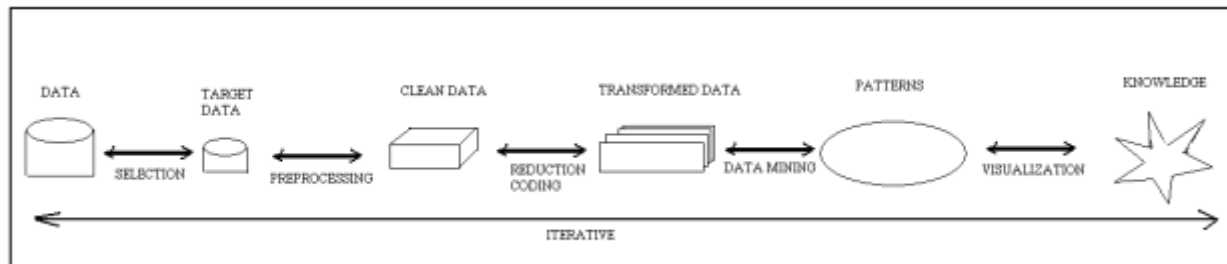 DATA
TARGET
DATA
CLEAN DATA
TRANSFORMED DATA
PATTERNS
KNOWLEDGE
SELECTION
PREPROCESSING
REDUCTION
CODING
DATA MINING
VISUALIZATION
ITERATIVE